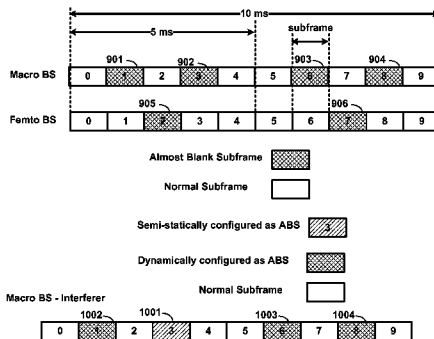 10 ms
5 ms
subframe
901
902
903
904
Macro BS
0 1 2 3 4 5 6 7 8 9
905
906
Femto BS
0 1 2 3 4 5 6 7 8 9
Almost Blank Subframe
Normal Subframe
Semi-statically configured as ABS
3
Dynamically configured as ABS
Normal Subframe
Macro BS - Interferer
1002
1001
1003
1004
0 1 2 3 4 5 6 7 8 9